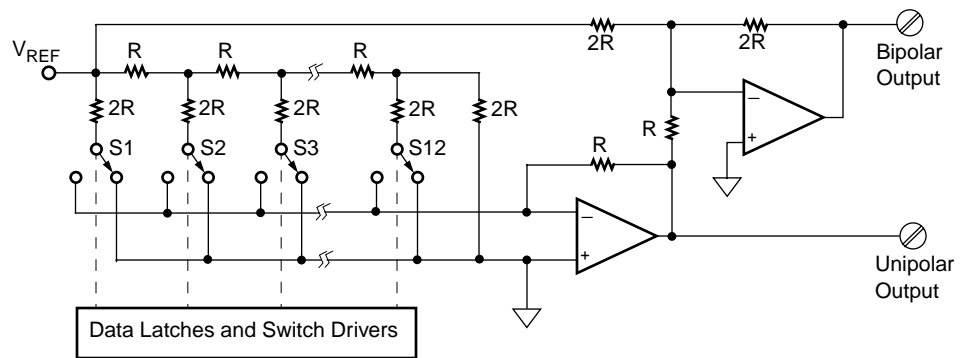 2R
2R
V_REF
R
R
R
Bipolar
Output
2R
2R
2R
2R
2R
−
+
S1
S2
S3
S12
R
R
−
+
Unipolar
Output
Data Latches and Switch Drivers